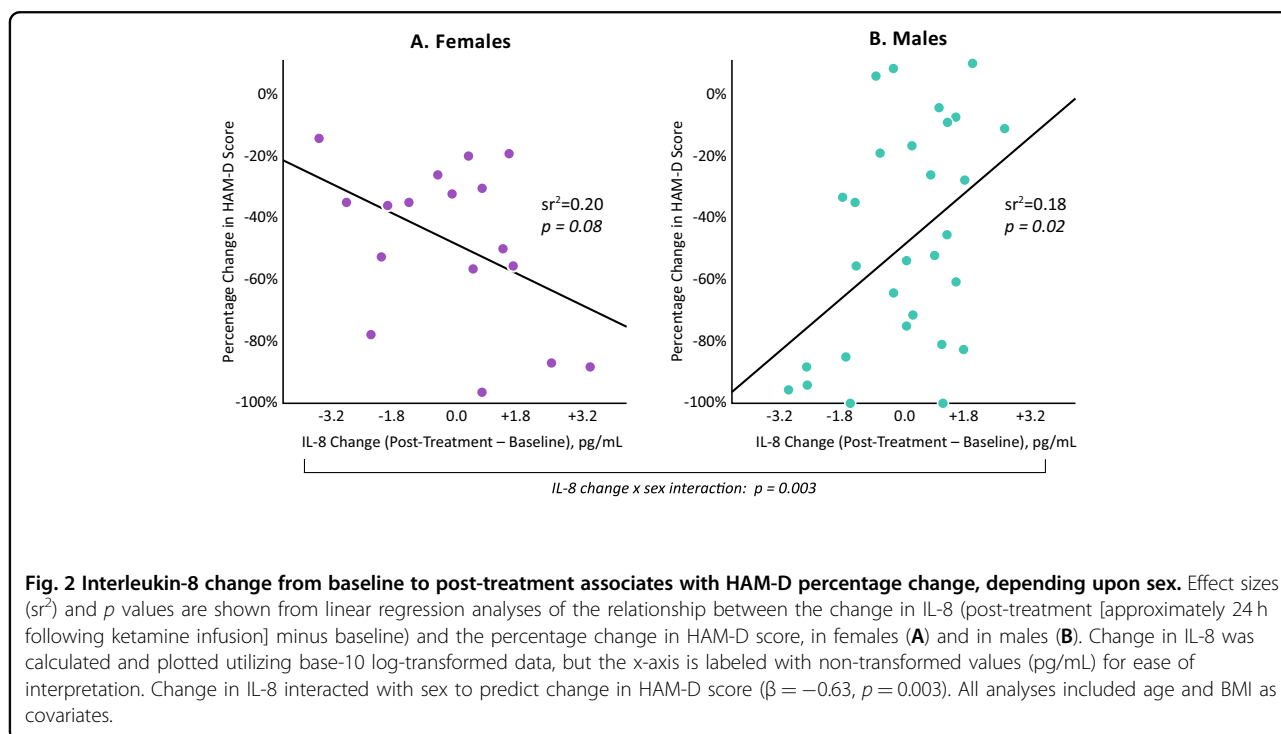 A. Females
B. Males
Percentage Change in HAM-D Score
0%
-20%
-40%
-60%
-80%
-100%
sr²=0.20
p = 0.08
-3.2 -1.8 0.0 +1.8 +3.2
IL-8 Change (Post-Treatment – Baseline), pg/mL
Percentage Change in HAM-D Score
0%
-20%
-40%
-60%
-80%
-100%
sr²=0.18
p = 0.02
-3.2 -1.8 0.0 +1.8 +3.2
IL-8 Change (Post-Treatment – Baseline), pg/mL
IL-8 change x sex interaction: p = 0.003
Fig. 2 Interleukin-8 change from baseline to post-treatment associates with HAM-D percentage change, depending upon sex. Effect sizes
(sr²) and p values are shown from linear regression analyses of the relationship between the change in IL-8 (post-treatment [approximately 24 h
following ketamine infusion] minus baseline) and the percentage change in HAM-D score, in females (A) and in males (B). Change in IL-8 was
calculated and plotted utilizing base-10 log-transformed data, but the x-axis is labeled with non-transformed values (pg/mL) for ease of
interpretation. Change in IL-8 interacted with sex to predict change in HAM-D score (β = −0.63, p = 0.003). All analyses included age and BMI as
covariates.